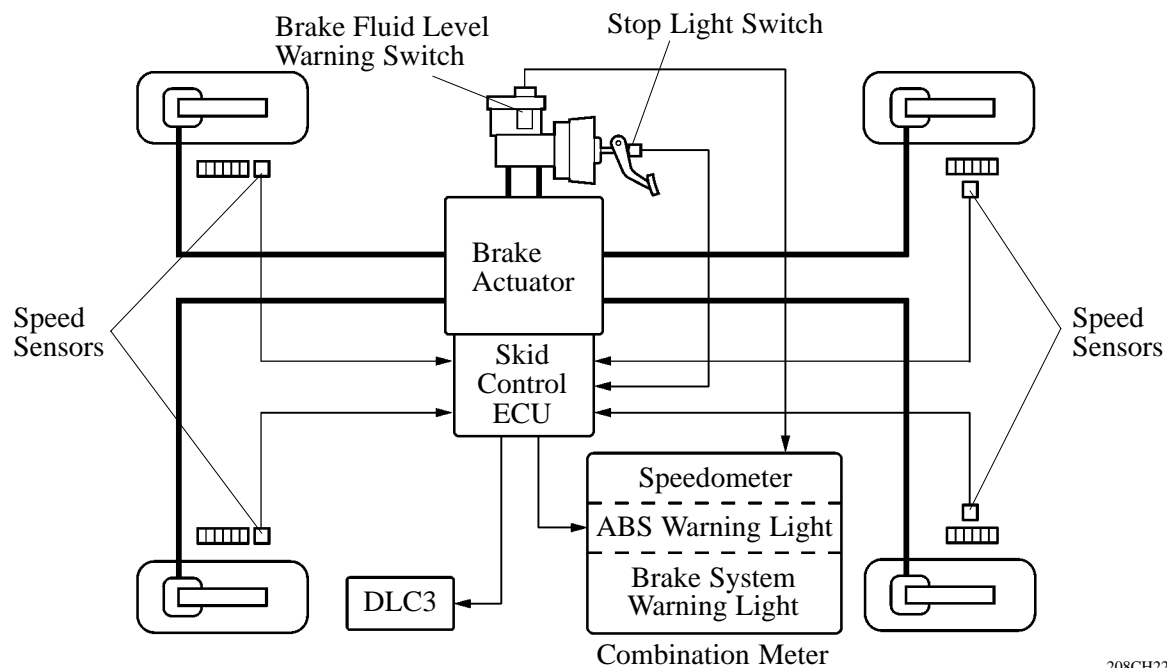 Brake Fluid Level
Warning Switch
Stop Light Switch
Brake
Actuator
Speed
Sensors
Speed
Sensors
Skid
Control
ECU
Speedometer
ABS Warning Light
Brake System
Warning Light
DLC3
Combination Meter
208CH22